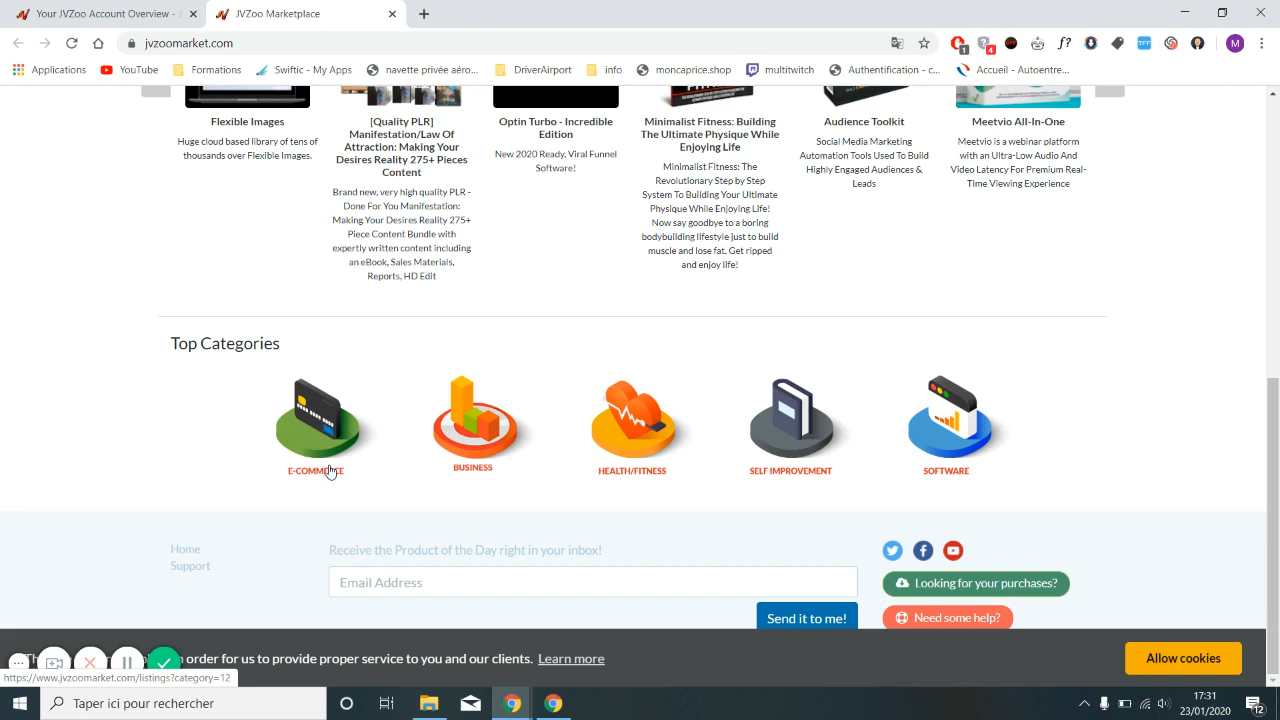 Your JVZoo Account Overview -
JVZoo Marketplace
jvzoomarket.com
Applications
YouTube
Formations
Swiftic - My Apps
navette privée aéro...
DriverAirport
info
moncaprice.shop
multitwitch
Authentification - c...
Accueil - Autoentre...
Flexible Images
Huge cloud based library of tens of
thousands over Flexible Images.
[Quality PLR]
Manifestation/Law Of
Attraction: Making Your
Desires Reality 275+ Pieces
Content
Brand new, very high quality PLR -
Done For You Manifestation:
Making Your Desires Reality 275+
Piece Content Bundle with
expertly written content including
an eBook, Sales Materials,
Reports, HD Edit
Optin Turbo - Incredible
Edition
New 2020 Ready, Viral Funnel
Software!
Minimalist Fitness: Building
The Ultimate Physique While
Enjoying Life
Minimalist Fitness: The
Revolutionary Step by Step
System To Building Your Ultimate
Physique While Enjoying Life!
Now say goodbye to a boring
bodybuilding lifestyle just to build
muscle and lose fat. Get ripped
and enjoy life!
Audience Toolkit
Social Media Marketing
Automation Tools Used To Build
Highly Engaged Audiences &
Leads
Meetvio All-In-One
Meetvio is a webinar platform
with an Ultra-Low Audio And
Video Latency For Premium Real-
Time Viewing Experience
Top Categories
E-COMMERCE
BUSINESS
HEALTH/FITNESS
SELF IMPROVEMENT
SOFTWARE
Home
Support
Receive the Product of the Day right in your inbox!
Email Address
Send it to me!
Looking for your purchases?
Need some help?
order for us to provide proper service to you and our clients. Learn more
Allow cookies
https://www.jvzoomarket.com/listings?category=12
Taper ici pour rechercher
17:31
23/01/2020
12